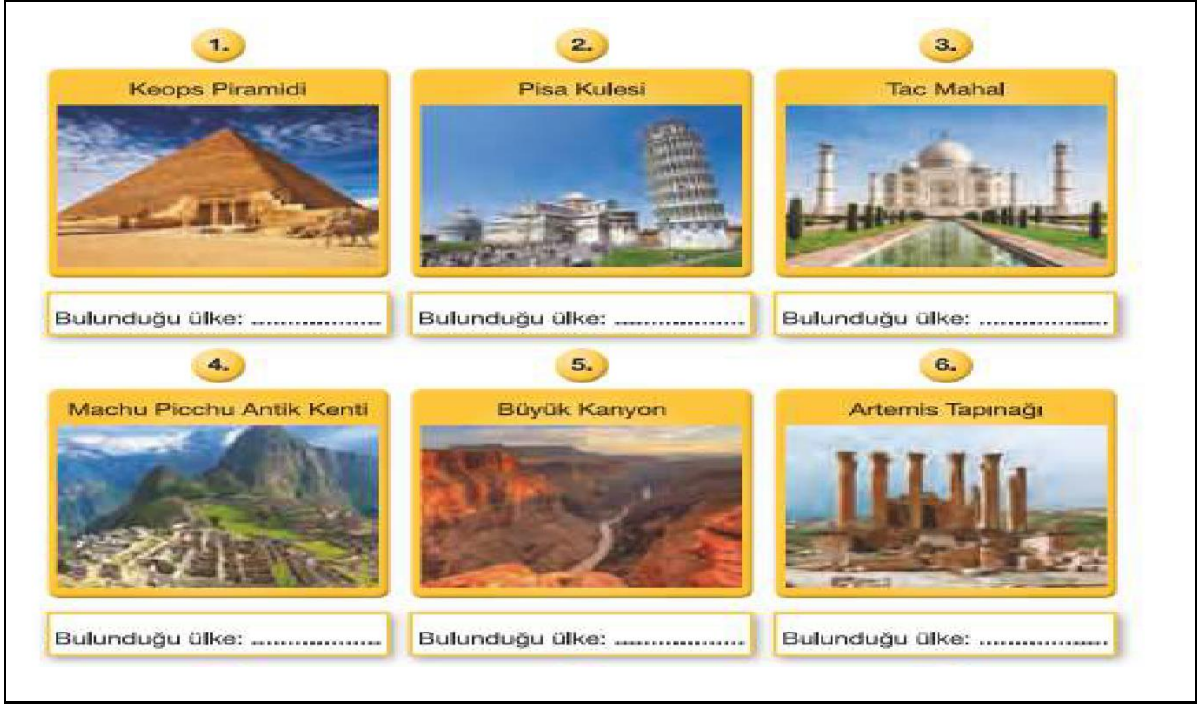 1.
2.
3.
Keops Piramidi
Pisa Kulesi
Tac Mahal
Bulunduğu ülke: ..................
Bulunduğu ülke: ..................
Bulunduğu ülke: ..................
4.
5.
6.
Machu Picchu Antik Kenti
Büyük Kanyon
Artemis Tapınağı
Bulunduğu ülke: ..................
Bulunduğu ülke: ..................
Bulunduğu ülke: ..................